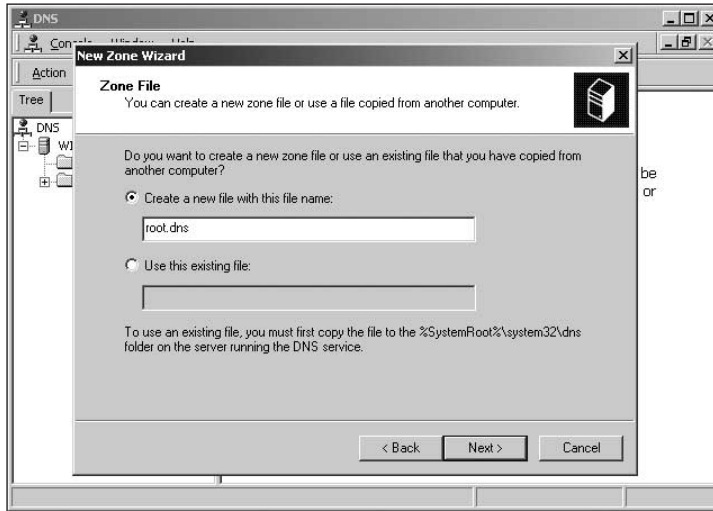 DNS
Action
New Zone Wizard
Zone File
You can create a new zone file or use a file copied from another computer.
Tree
DNS
Do you want to create a new zone file or use an existing file that you have copied from
another computer?
Create a new file with this file name:
root.dns
Use this existing file:
To use an existing file, you must first copy the file to the %SystemRoot%\system32\dns
folder on the server running the DNS service.
< Back
Next >
Cancel
be
or